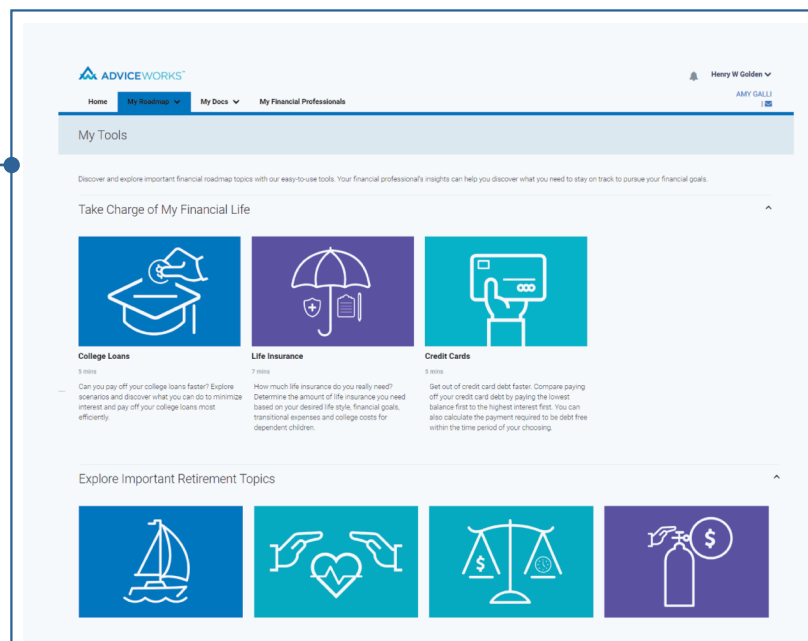 ADVICEWORKS™
Henry W Golden
AMY GALLI
Home My Roadmap My Docs My Financial Professionals
My Tools
Discover and explore important financial roadmap topics with our easy-to-use tools. Your financial professional's insights can help you discover what you need to stay on track to pursue your financial goals.
Take Charge of My Financial Life
College Loans
5 mins
Can you pay off your college loans faster? Explore
scenarios and discover what you can do to minimize
interest and pay off your college loans most
efficiently.
Life Insurance
7 mins
How much life insurance do you really need?
Determine the amount of life insurance you need
based on your desired life style, financial goals,
transitional expenses and college costs for
dependent children.
Credit Cards
3 mins
Get out of credit card debt faster. Compare paying
off your credit card debt by paying the lowest
balance first to the highest interest first. You can
also calculate the payment required to be debt free
within the time period of your choosing.
Explore Important Retirement Topics
$
$